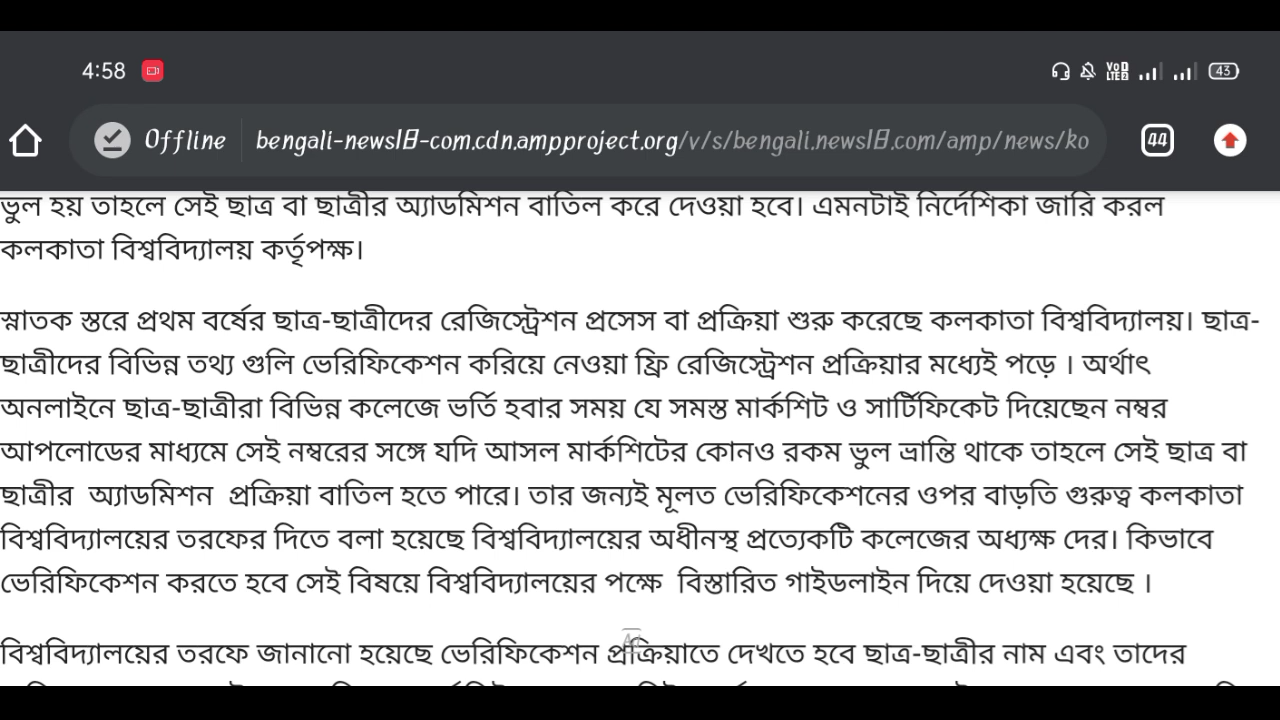 4:58
VoD LTE2 43
Offline bengali-news18-com.cdn.ampproject.org/v/s/bengali.news18.com/amp/news/ko 44
ভুল হয় তাহলে সেই ছাত্র বা ছাত্রীর অ্যাডমিশন বাতিল করে দেওয়া হবে। এমনটাই নির্দেশিকা জারি করল
কলকাতা বিশ্ববিদ্যালয় কর্তৃপক্ষ।
স্নাতক স্তরে প্রথম বর্ষের ছাত্র-ছাত্রীদের রেজিস্ট্রেশন প্রসেস বা প্রক্রিয়া শুরু করেছে কলকাতা বিশ্ববিদ্যালয়। ছাত্র-
ছাত্রীদের বিভিন্ন তথ্য গুলি ভেরিফিকেশন করিয়ে নেওয়া ফ্রি রেজিস্ট্রেশন প্রক্রিয়ার মধ্যেই পড়ে । অর্থাৎ
অনলাইনে ছাত্র-ছাত্রীরা বিভিন্ন কলেজে ভর্তি হবার সময় যে সমস্ত মার্কশিট ও সার্টিফিকেট দিয়েছেন নম্বর
আপলোডের মাধ্যমে সেই নম্বরের সঙ্গে যদি আসল মার্কশিটের কোনও রকম ভুল ভ্রান্তি থাকে তাহলে সেই ছাত্র বা
ছাত্রীর  অ্যাডমিশন  প্রক্রিয়া বাতিল হতে পারে। তার জন্যই মূলত ভেরিফিকেশনের ওপর বাড়তি গুরুত্ব কলকাতা
বিশ্ববিদ্যালয়ের তরফের দিতে বলা হয়েছে বিশ্ববিদ্যালয়ের অধীনস্থ প্রত্যেকটি কলেজের অধ্যক্ষ দের। কিভাবে
ভেরিফিকেশন করতে হবে সেই বিষয়ে বিশ্ববিদ্যালয়ের পক্ষে  বিস্তারিত গাইডলাইন দিয়ে দেওয়া হয়েছে ।
বিশ্ববিদ্যালয়ের তরফে জানানো হয়েছে ভেরিফিকেশন প্রক্রিয়াতে দেখতে হবে ছাত্র-ছাত্রীর নাম এবং তাদের